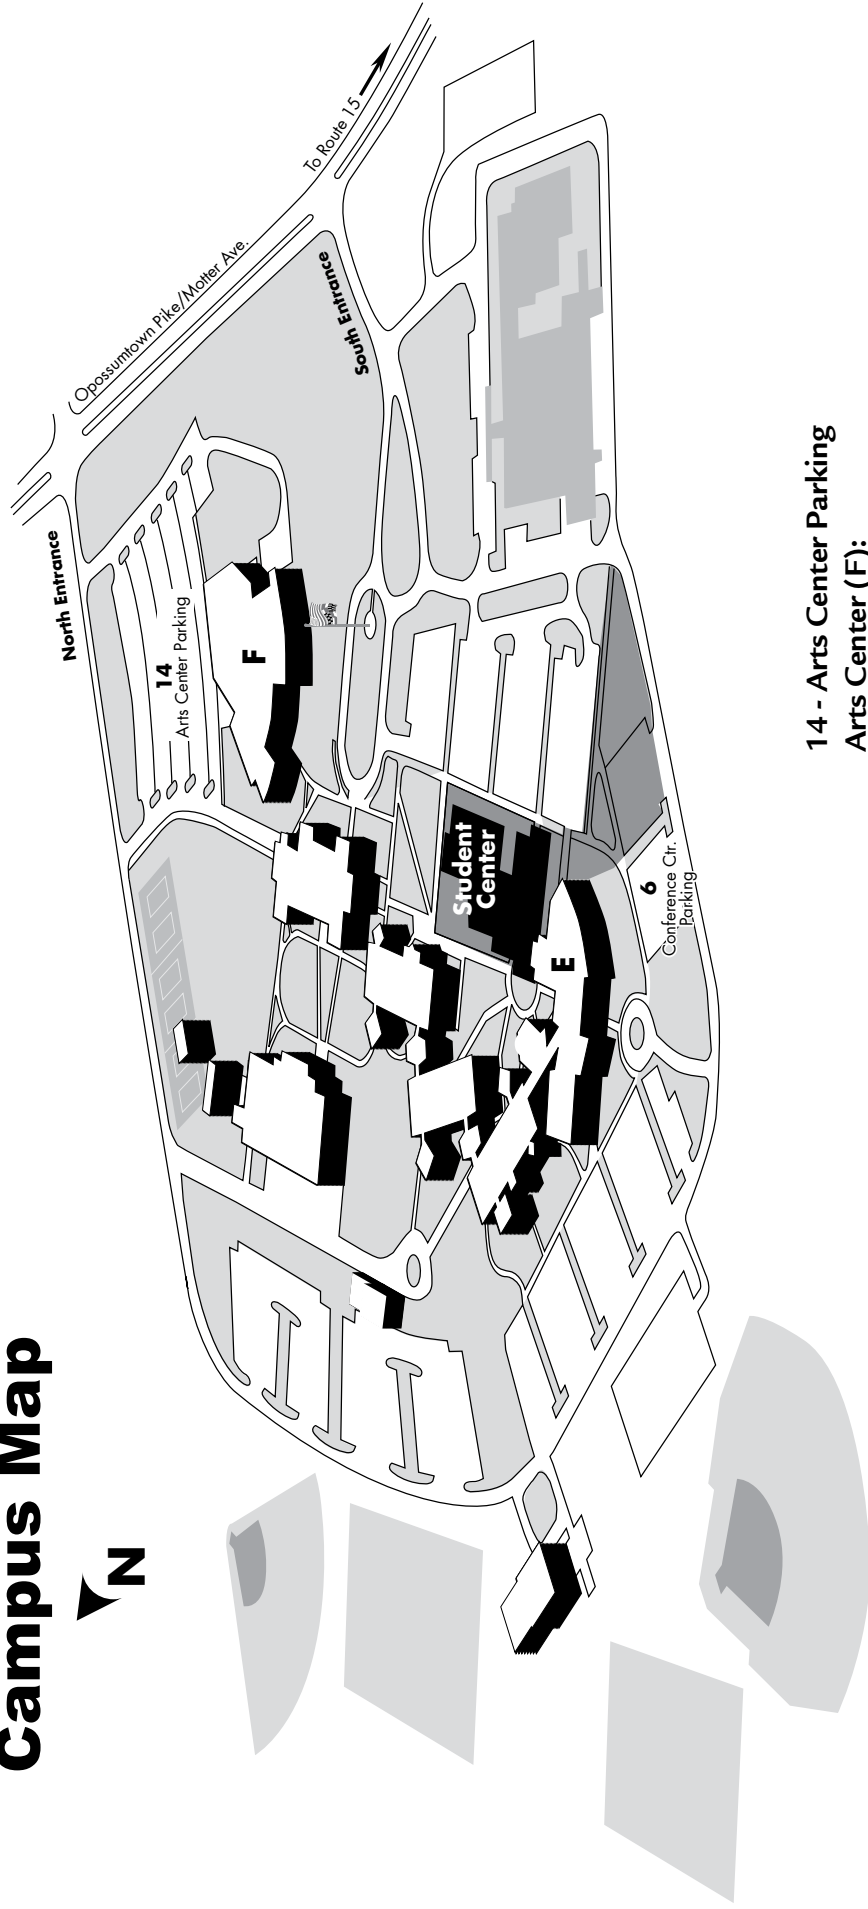 Campus Map
N
North Entrance
Opossumtown Pike/Motter Ave.
To Route 15
South Entrance
14
Arts Center Parking
F
Student
Center
E
6
Conference Ctr.
Parking
14 - Arts Center Parking
Arts Center (F):